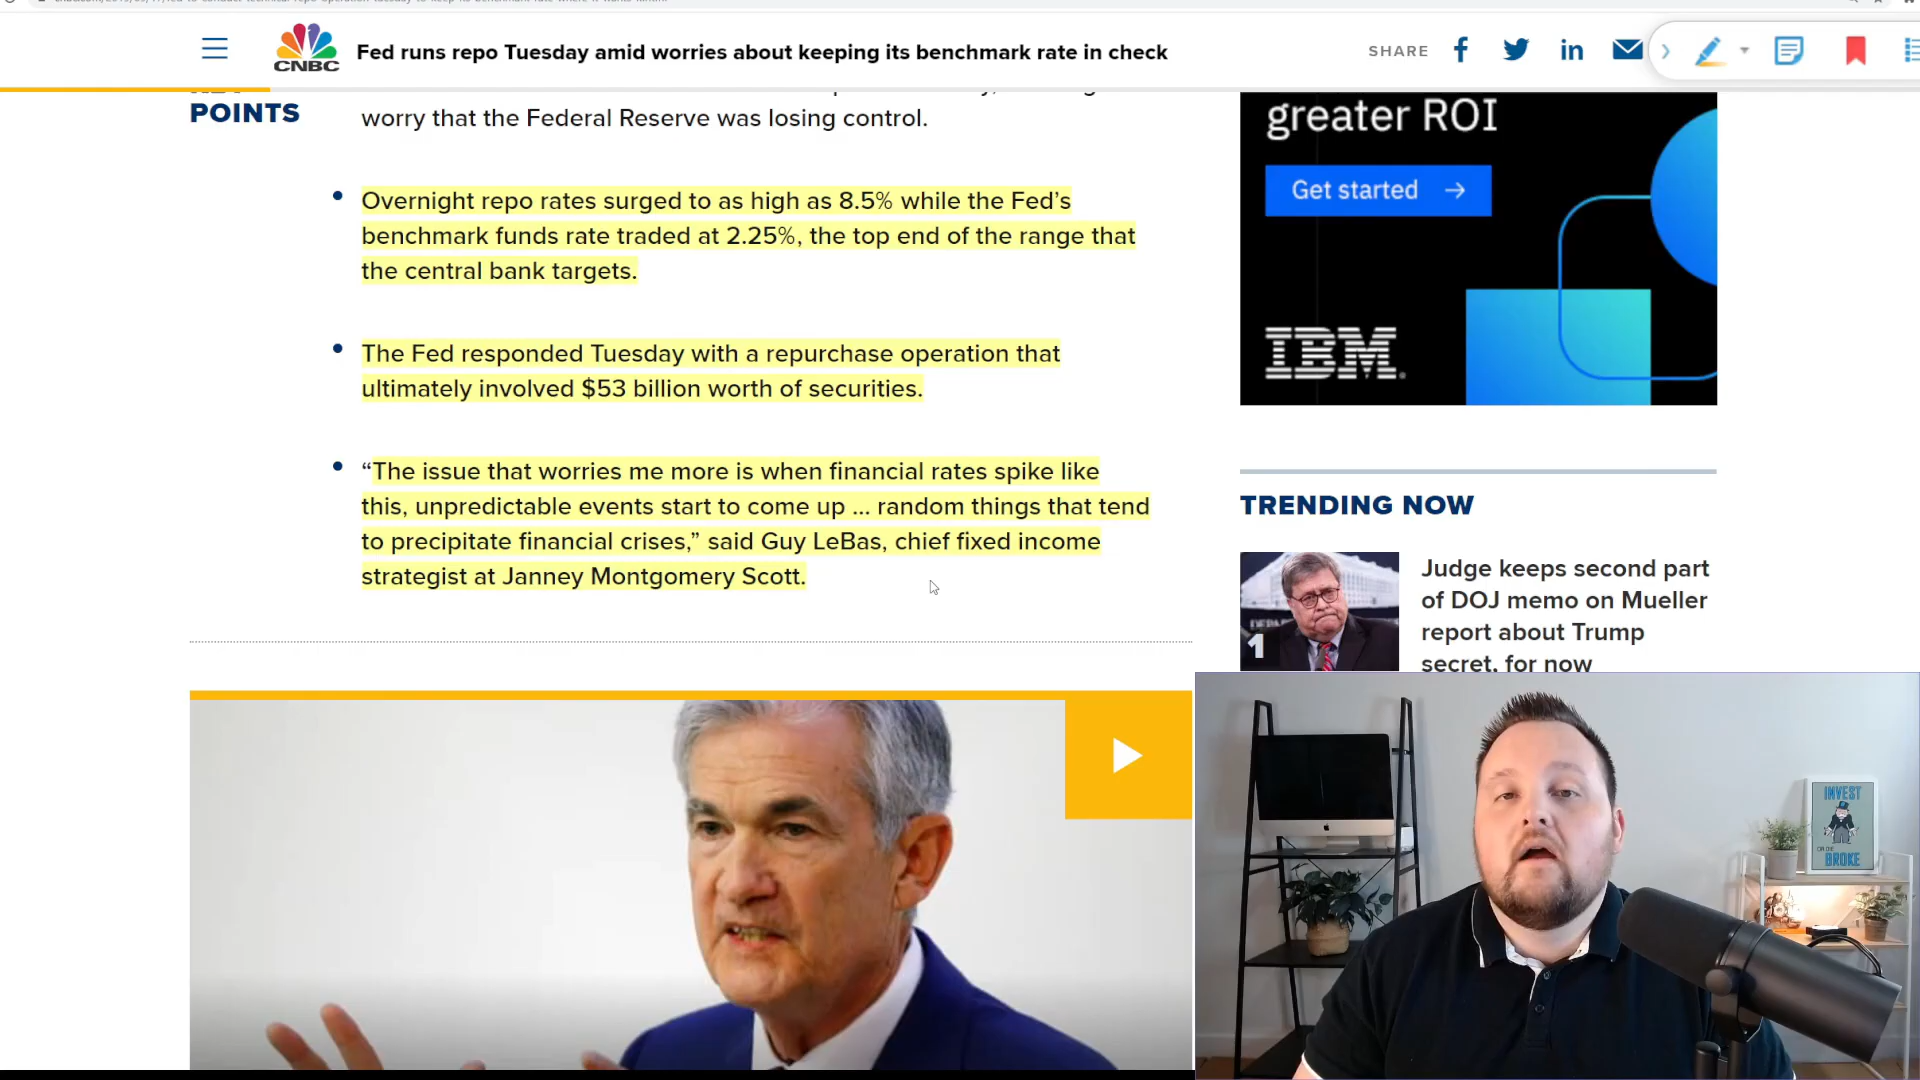 CNBC
Fed runs repo Tuesday amid worries about keeping its benchmark rate in check
SHARE
POINTS
worry that the Federal Reserve was losing control.
Overnight repo rates surged to as high as 8.5% while the Fed’s
benchmark funds rate traded at 2.25%, the top end of the range that
the central bank targets.
The Fed responded Tuesday with a repurchase operation that
ultimately involved $53 billion worth of securities.
“The issue that worries me more is when financial rates spike like
this, unpredictable events start to come up ... random things that tend
to precipitate financial crises,” said Guy LeBas, chief fixed income
strategist at Janney Montgomery Scott.
greater ROI
Get started →
IBM
TRENDING NOW
1
Judge keeps second part
of DOJ memo on Mueller
report about Trump
secret, for now
INVEST
OR DIE
BROKE